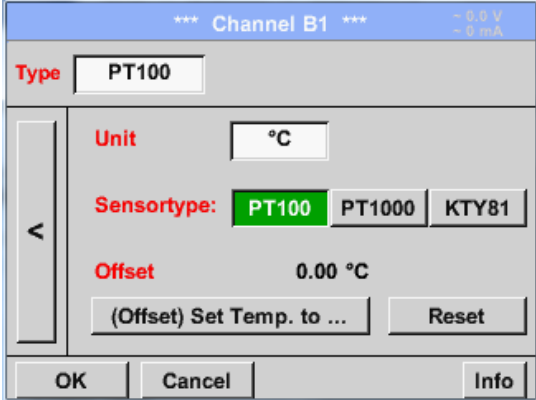 *** Channel B1 ***
~ 0.0 V
~ 0 mA
Type PT100
Unit °C
Sensortype: PT100 PT1000 KTY81
<
Offset 0.00 °C
(Offset) Set Temp. to ... Reset
OK Cancel Info